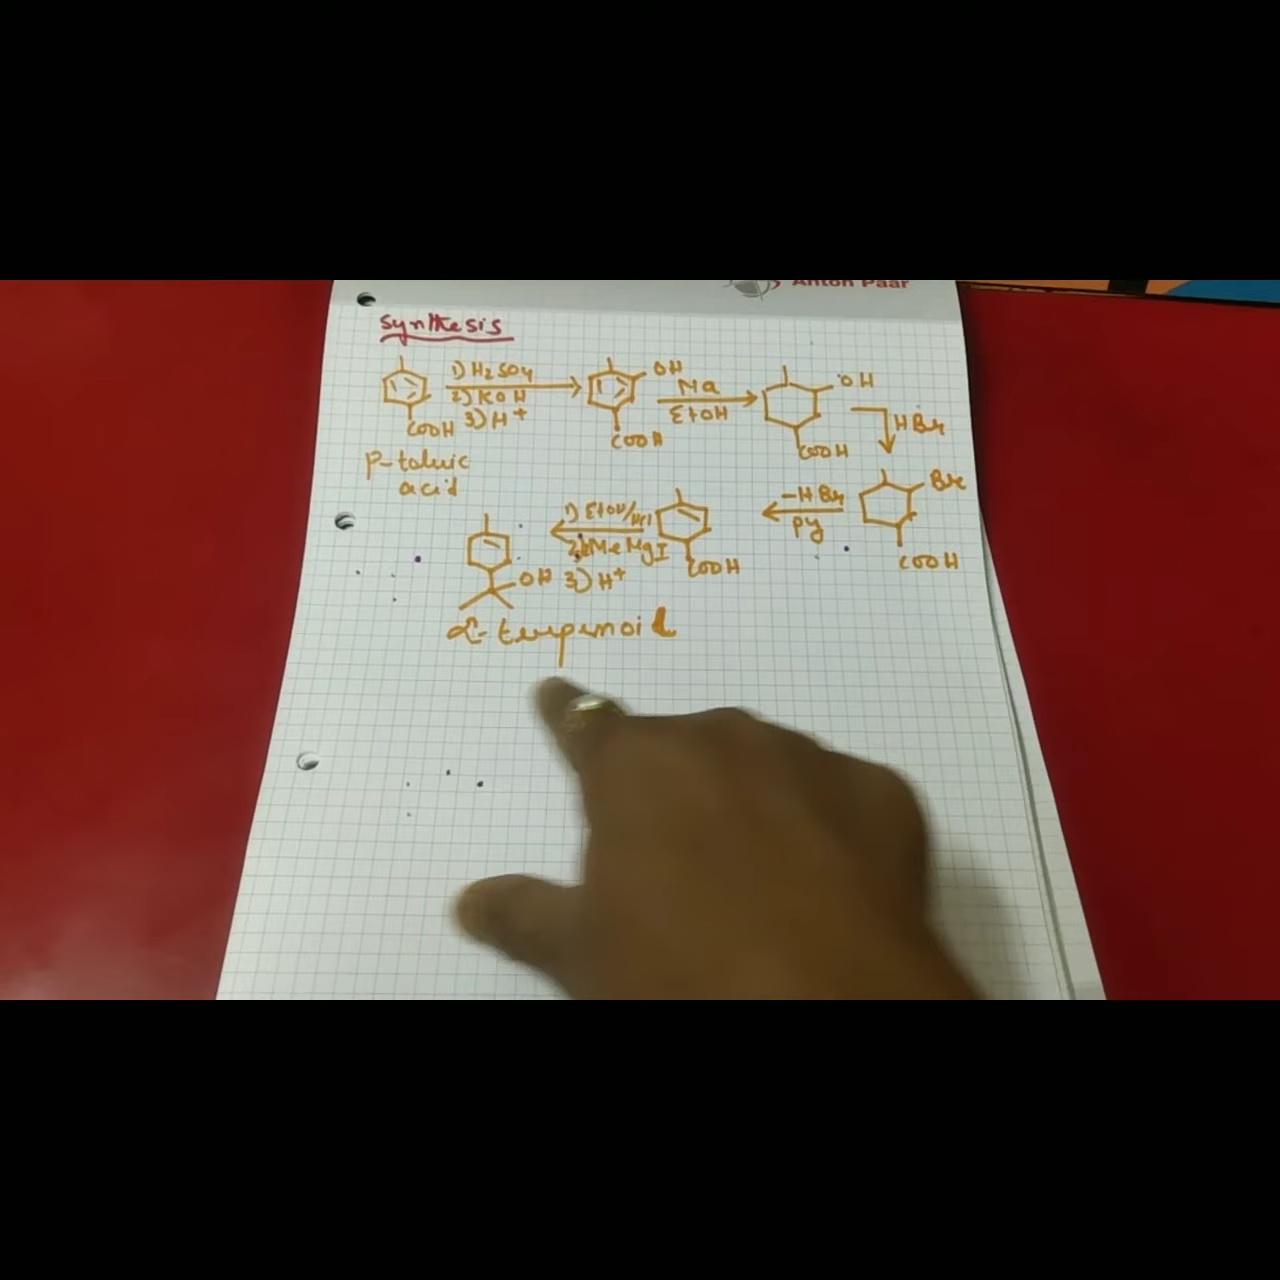 Anton Paar
Synthesis
1) H2SO4
2) KOH
3) H+
COOH
p-toluic
acid
OH
COOH
Na
EtOH
OH
COOH
HBr
Br
COOH
-HBr
py
COOH
1) EtOH/HCl
2) MeMgI
3) H+
OH
α-terpinoil